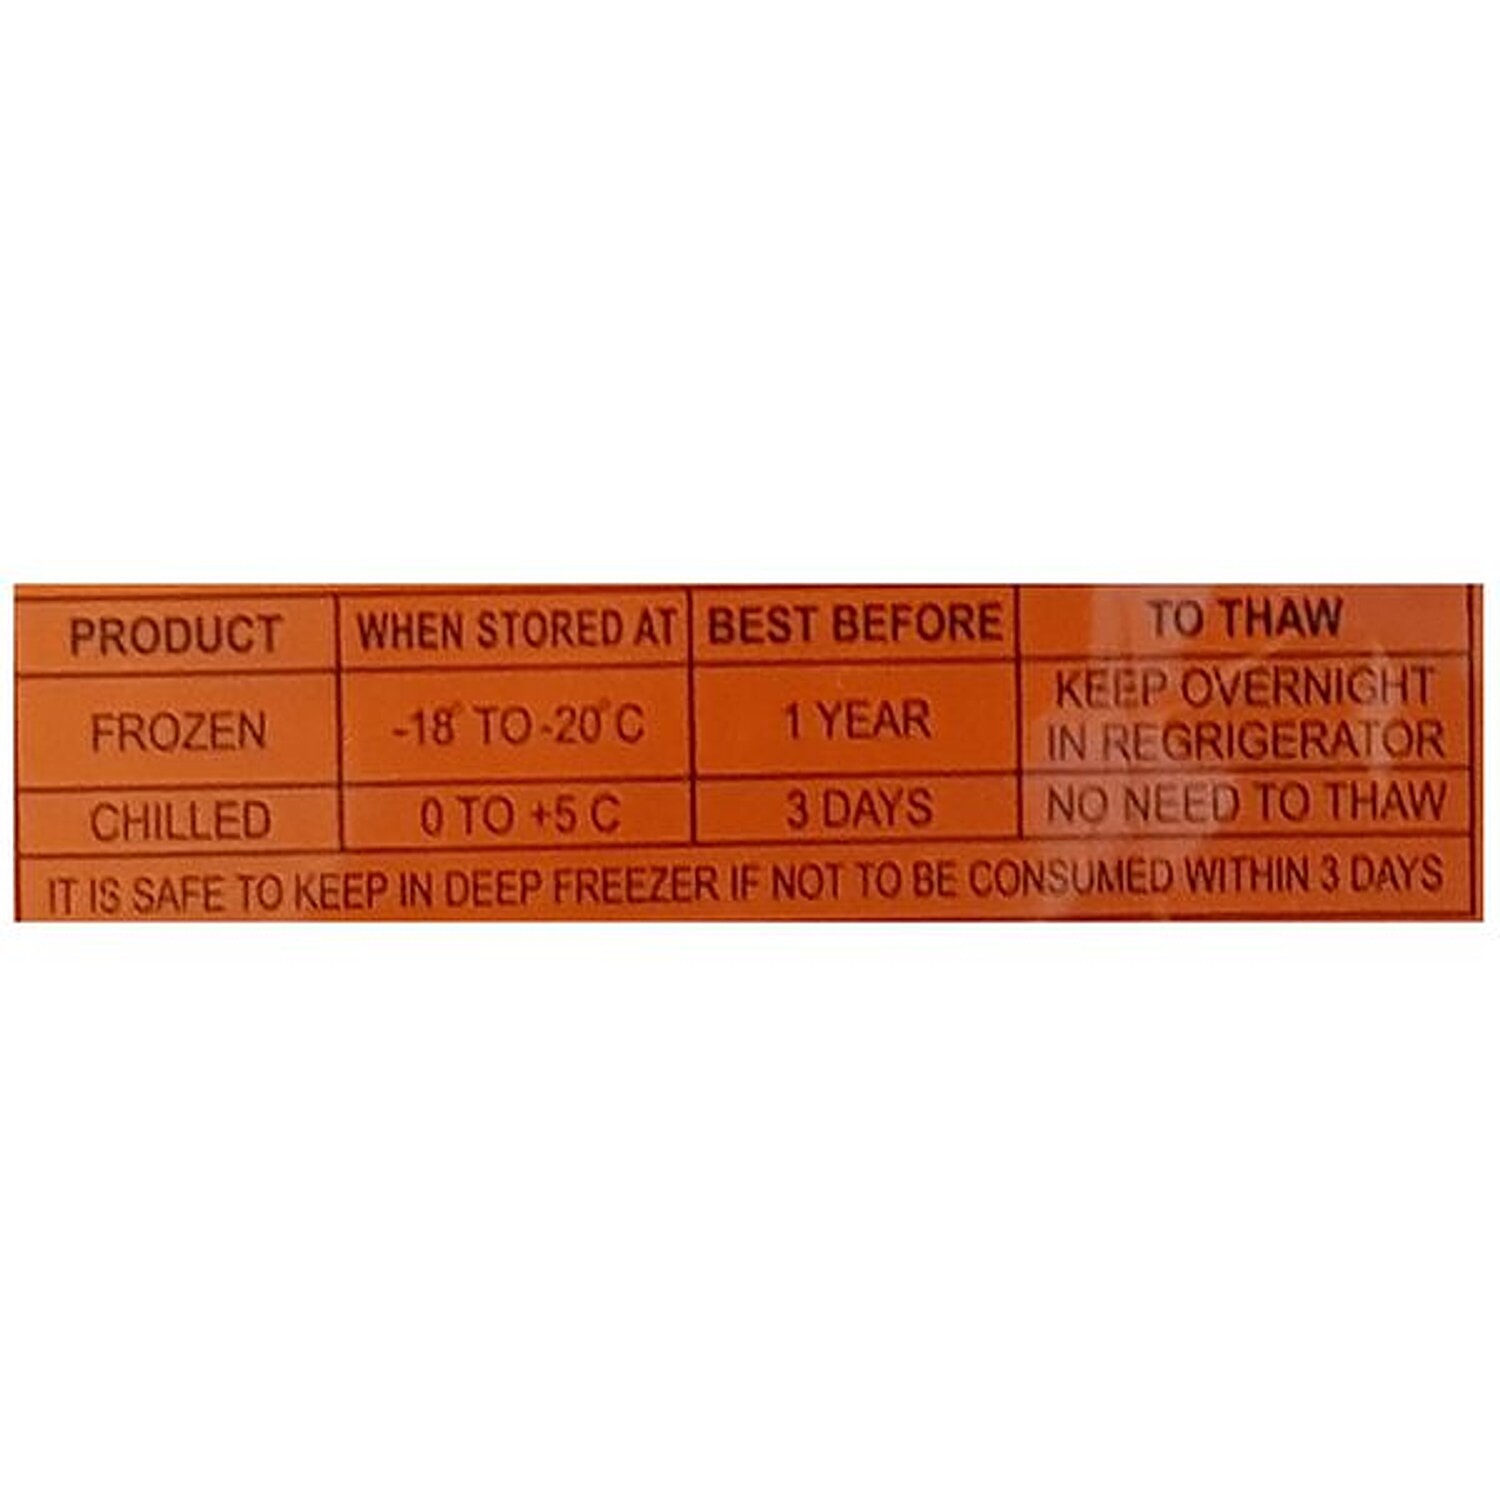 PRODUCT WHEN STORED AT BEST BEFORE TO THAW
FROZEN -18° TO -20°C 1 YEAR KEEP OVERNIGHT
IN REGRIGERATOR
CHILLED 0 TO +5 C 3 DAYS NO NEED TO THAW
IT IS SAFE TO KEEP IN DEEP FREEZER IF NOT TO BE CONSUMED WITHIN 3 DAYS